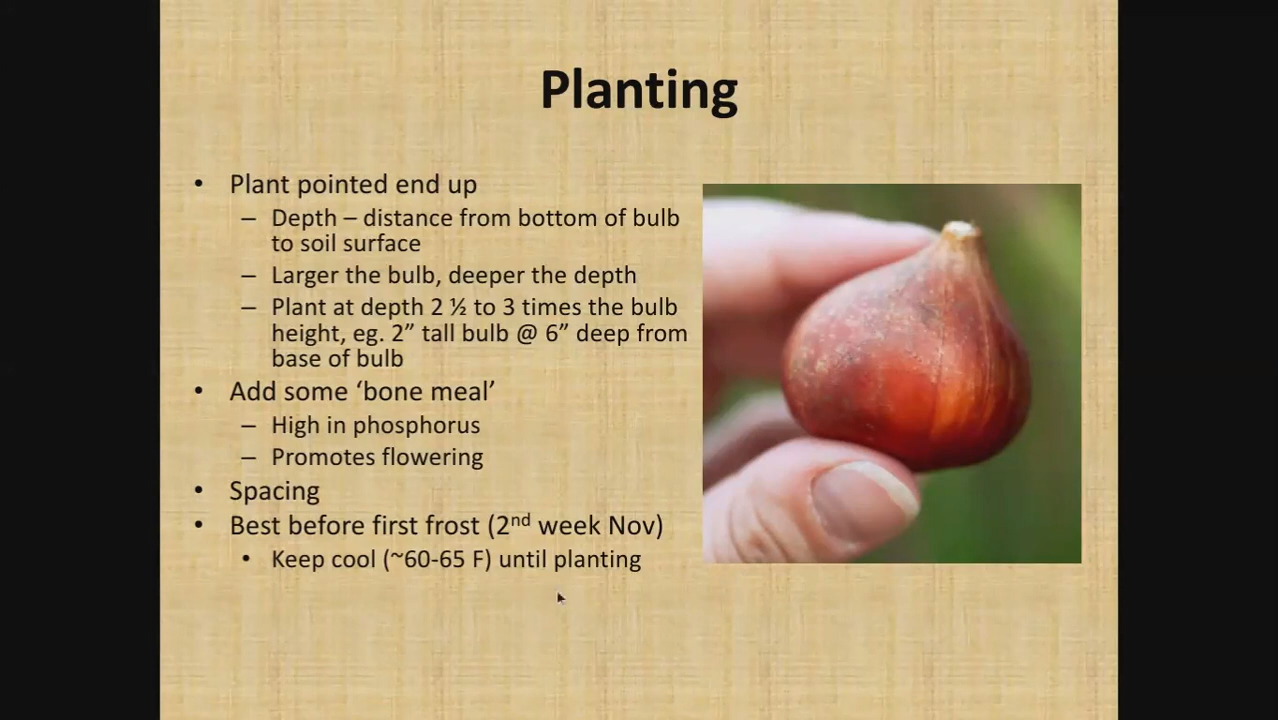 Planting
• Plant pointed end up
– Depth – distance from bottom of bulb
to soil surface
– Larger the bulb, deeper the depth
– Plant at depth 2 ½ to 3 times the bulb
height, eg. 2” tall bulb @ 6” deep from
base of bulb
• Add some ‘bone meal’
– High in phosphorus
– Promotes flowering
• Spacing
• Best before first frost (2nd week Nov)
• Keep cool (~60-65 F) until planting